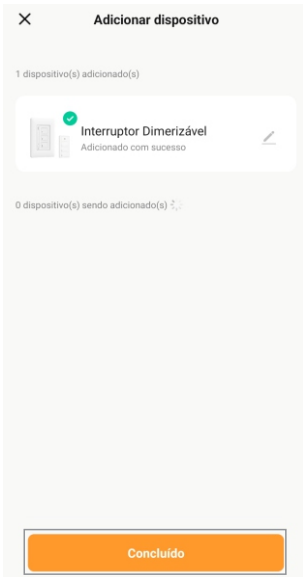 Adicionar dispositivo
1 dispositivo(s) adicionado(s)
Interruptor Dimerizável
Adicionado com sucesso
0 dispositivo(s) sendo adicionado(s)
Concluído